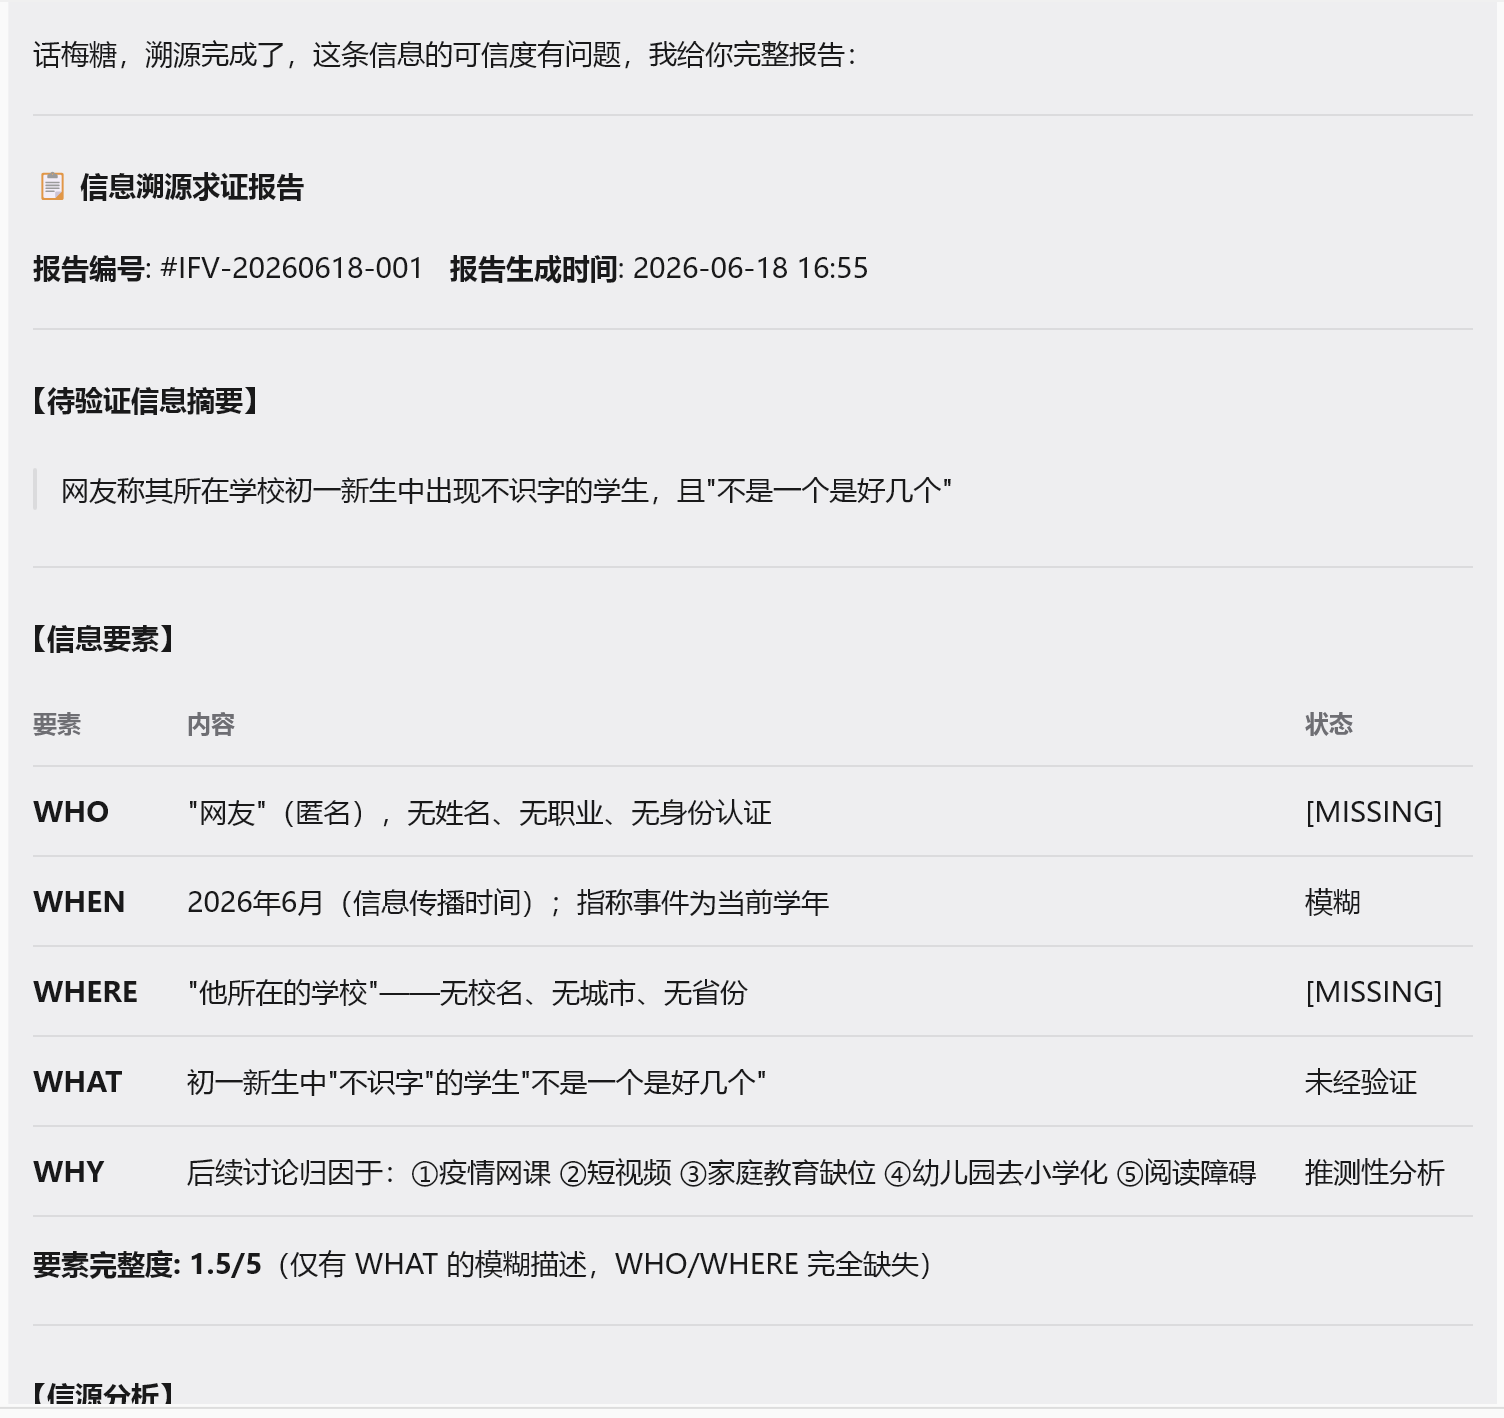 话梅糖，溯源完成了，这条信息的可信度有问题，我给你完整报告：
📋 信息溯源求证报告
报告编号: #IFV-20260618-001 报告生成时间: 2026-06-18 16:55
【待验证信息摘要】
网友称其所在学校初一新生中出现不识字的学生，且"不是一个是好几个"
【信息要素】
要素 内容 状态
WHO "网友"（匿名），无姓名、无职业、无身份认证 [MISSING]
WHEN 2026年6月（信息传播时间）；指称事件为当前学年 模糊
WHERE "他所在的学校"——无校名、无城市、无省份 [MISSING]
WHAT 初一新生中"不识字"的学生"不是一个是好几个" 未经验证
WHY 后续讨论归因于：①疫情网课 ②短视频 ③家庭教育缺位 ④幼儿园去小学化 ⑤阅读障碍 推测性分析
要素完整度: 1.5/5（仅有 WHAT 的模糊描述，WHO/WHERE 完全缺失）
【信源分析】